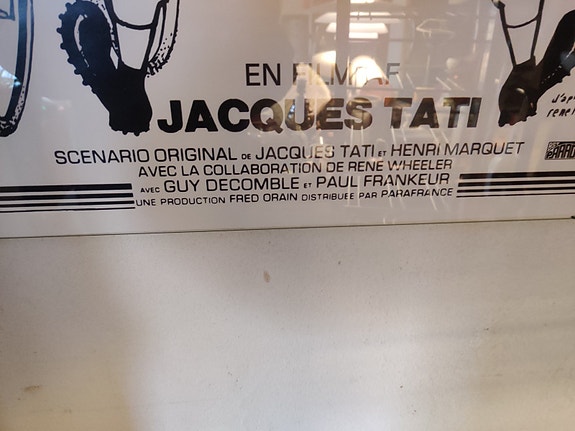 EN FILM AF
JACQUES TATI
SCENARIO ORIGINAL DE JACQUES TATI ET HENRI MARQUET
AVEC LA COLLABORATION DE RENE WHEELER
AVEC GUY DECOMBLE ET PAUL FRANKEUR
UNE PRODUCTION FRED ORAIN DISTRIBUEE PAR PARAFRANCE